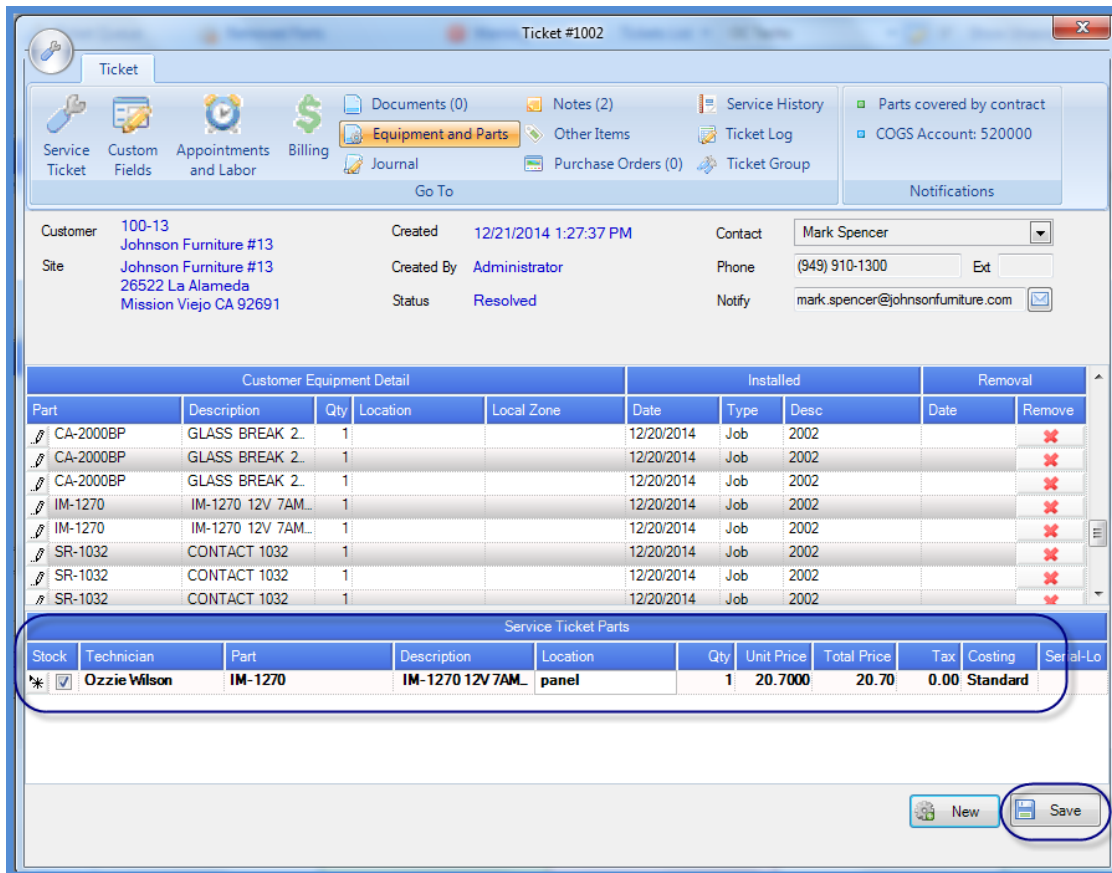 Ticket #1002
Ticket
Service Ticket
Custom Fields
Appointments and Labor
Billing
Documents (0)
Equipment and Parts
Journal
Notes (2)
Other Items
Purchase Orders (0)
Service History
Ticket Log
Ticket Group
Go To
Parts covered by contract
COGS Account: 520000
Notifications
Customer 100-13
Johnson Furniture #13
Site Johnson Furniture #13
26522 La Alameda
Mission Viejo CA 92691
Created 12/21/2014 1:27:37 PM
Created By Administrator
Status Resolved
Contact Mark Spencer
Phone (949) 910-1300 Ext
Notify mark.spencer@johnsonfurniture.com
Customer Equipment Detail Installed Removal
Part Description Qty Location Local Zone Date Type Desc Date Remove
CA-2000BP GLASS BREAK 2... 1 12/20/2014 Job 2002
CA-2000BP GLASS BREAK 2... 1 12/20/2014 Job 2002
CA-2000BP GLASS BREAK 2... 1 12/20/2014 Job 2002
IM-1270 IM-1270 12V 7AM... 1 12/20/2014 Job 2002
IM-1270 IM-1270 12V 7AM... 1 12/20/2014 Job 2002
SR-1032 CONTACT 1032 1 12/20/2014 Job 2002
SR-1032 CONTACT 1032 1 12/20/2014 Job 2002
SR-1032 CONTACT 1032 1 12/20/2014 Job 2002
Service Ticket Parts
Stock Technician Part Description Location Qty Unit Price Total Price Tax Costing Serial-Lo
Ozzie Wilson IM-1270 IM-1270 12V 7AM... panel 1 20.7000 20.70 0.00 Standard
New Save